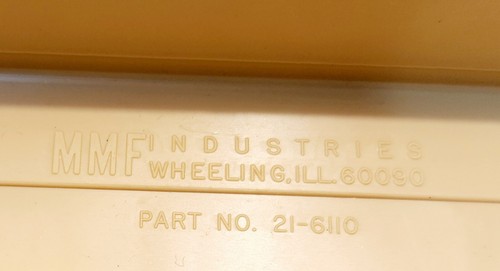 MMF INDUSTRIES
WHEELING, ILL. 60090
PART NO. 21-6110